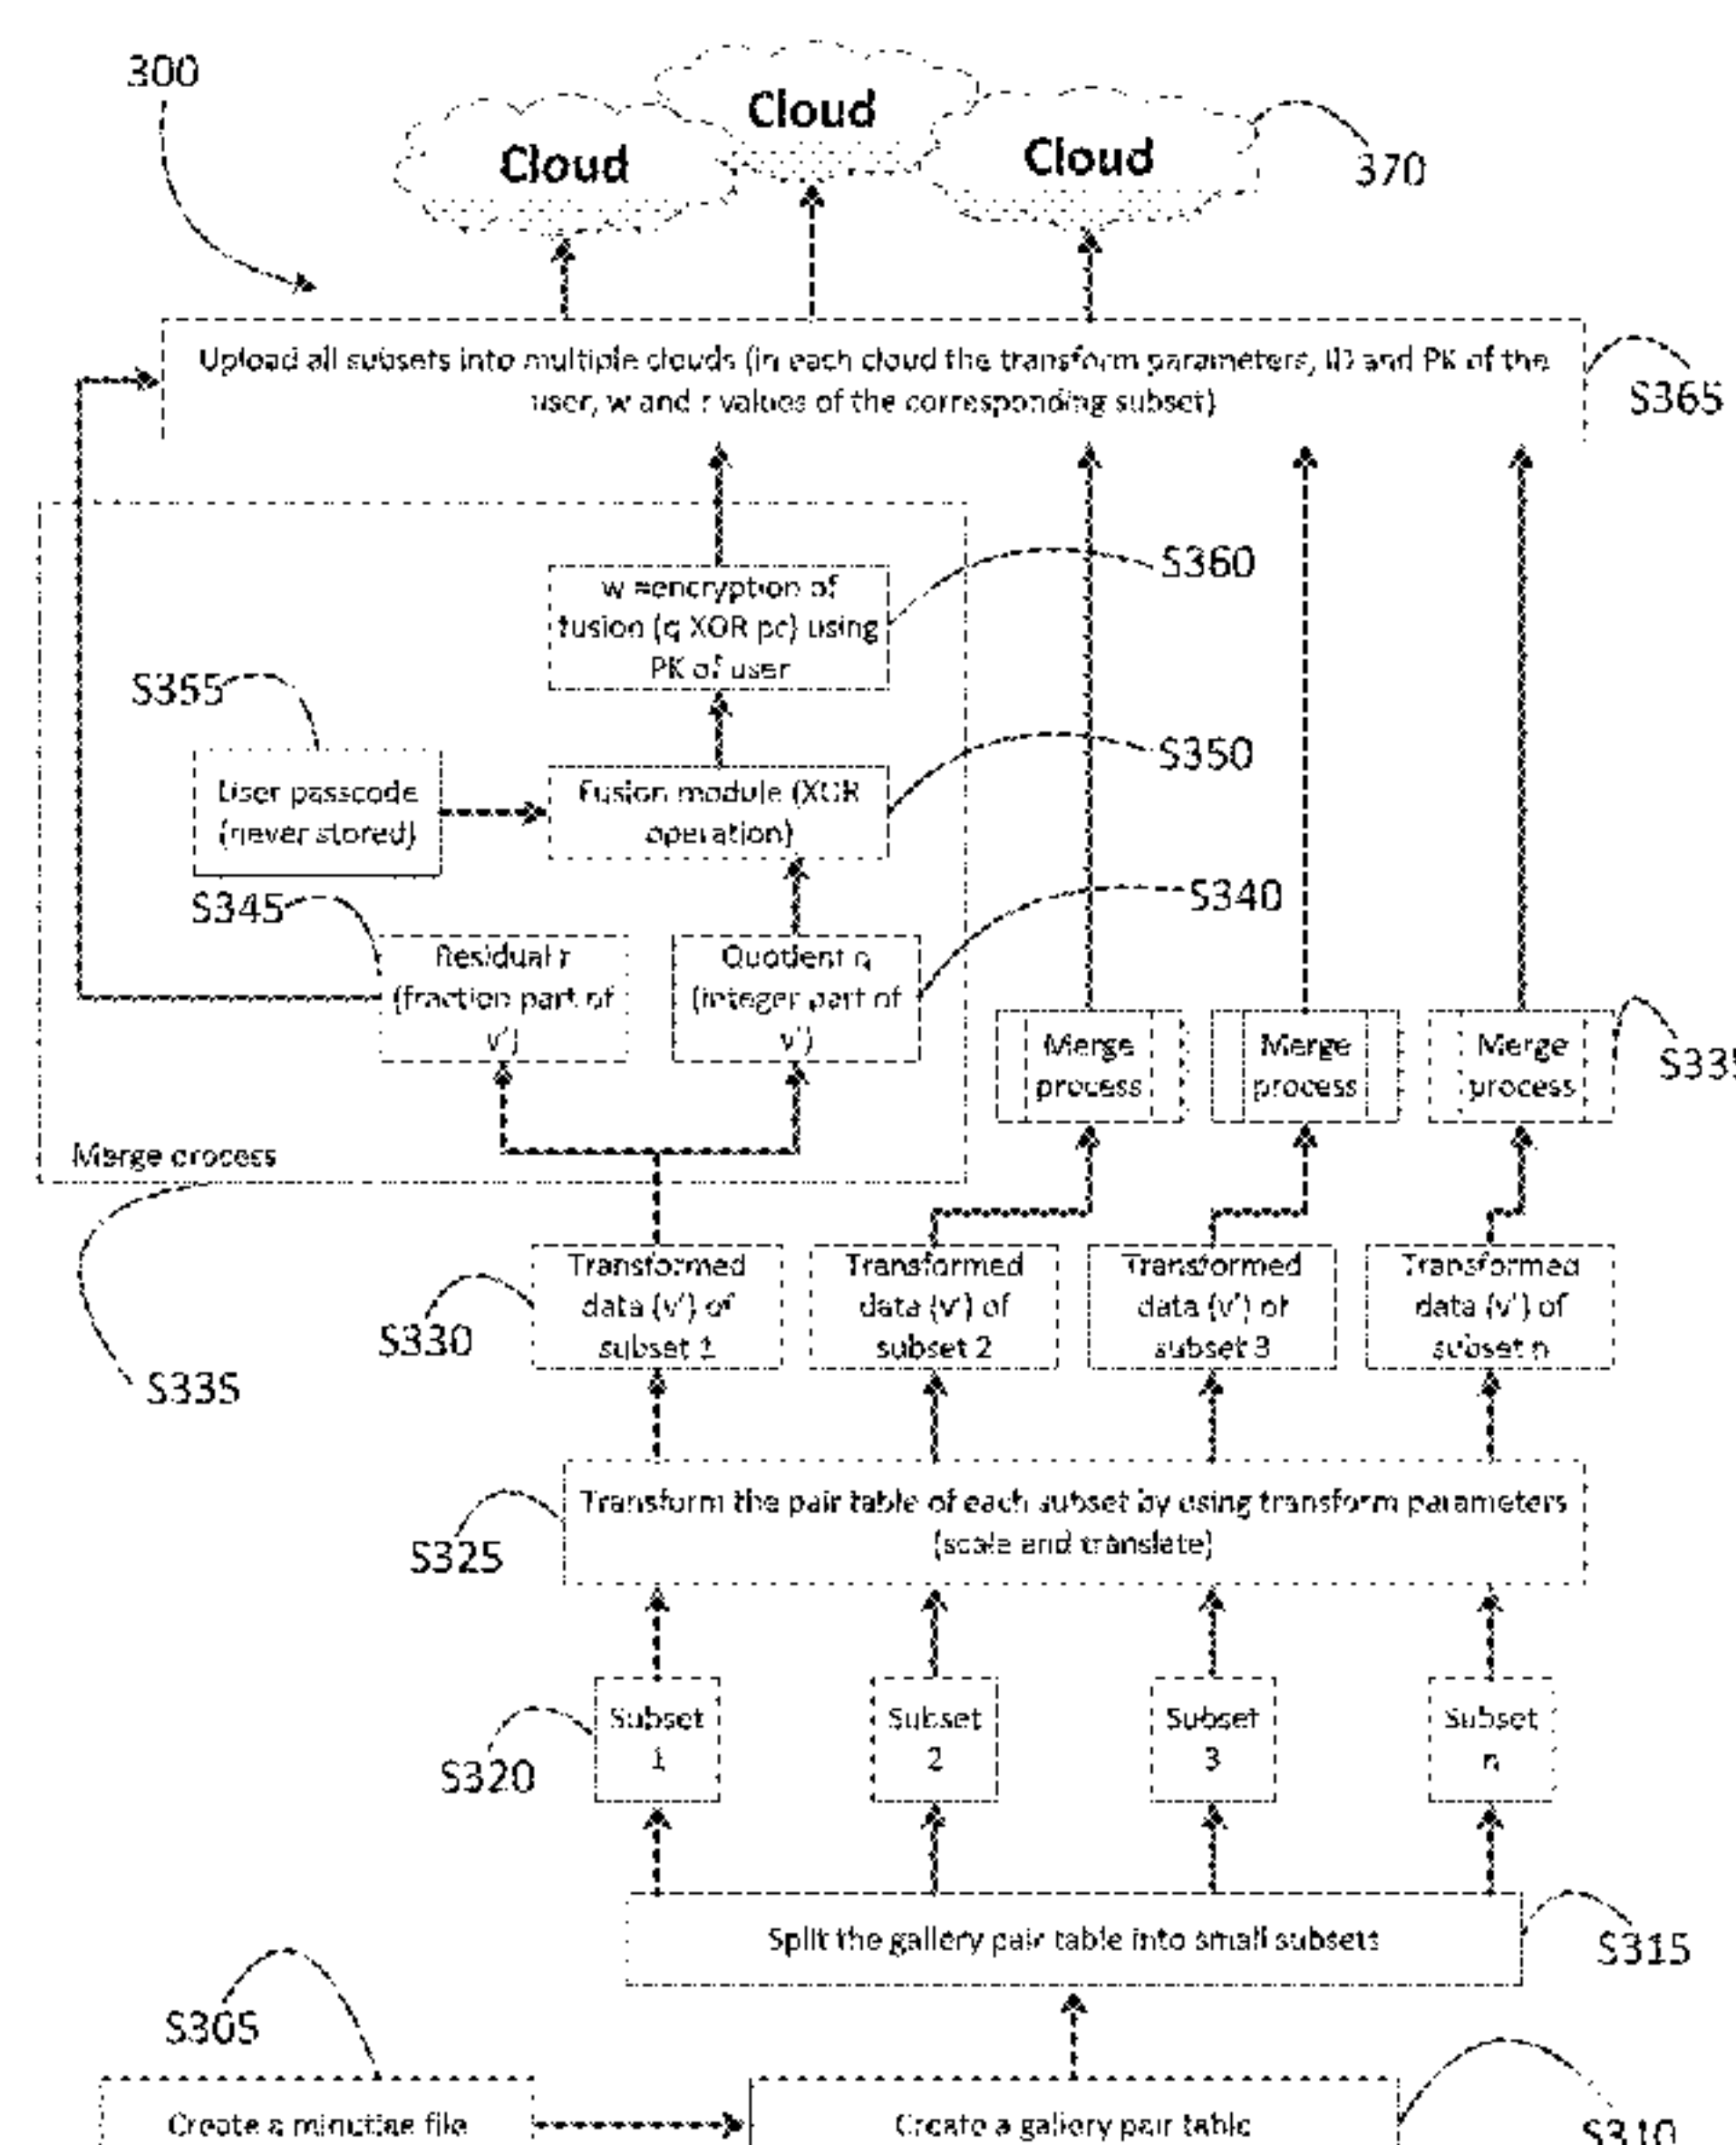 300
Cloud
Cloud
Cloud
370
Upload all subsets into multiple clouds (in each cloud the transform parameters, ID and PK of the
user, w and r values of the corresponding subset)
S365
w =encryption of
fusion (q XOR pc) using
PK of user
S360
S355
User passcode
(never stored)
Fusion module (XOR
operation)
S350
S345
Residual r
(fraction part of
v')
Quotient q
(integer part of
v')
S340
Merge
process
Merge
process
Merge
process
S335
Merge process
S335
Transformed
data (v') of
subset 1
Transformed
data (v') of
subset 2
Transformed
data (v') of
subset 3
Transformed
data (v') of
subset n
S330
Transform the pair table of each subset by using transform parameters
(scale and translate)
S325
Subset
1
Subset
2
Subset
3
Subset
n
S320
Split the gallery pair table into small subsets
S315
S305
Create a minutiae file
Create a gallery pair table
S310